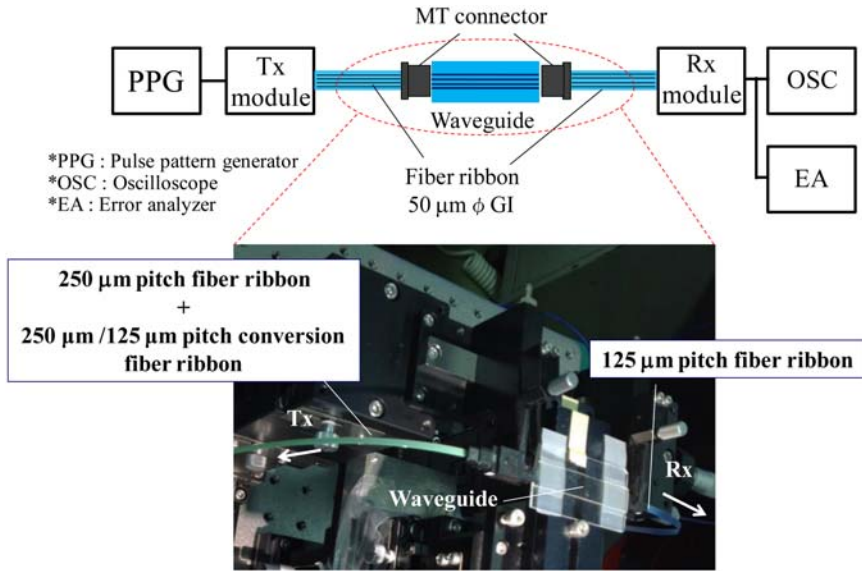 MT connector
PPG
Tx
module
Rx
module
OSC
Waveguide
*PPG : Pulse pattern generator
*OSC : Oscilloscope
*EA : Error analyzer
Fiber ribbon
50 μm ϕ GI
EA
250 μm pitch fiber ribbon
+
250 μm /125 μm pitch conversion
fiber ribbon
125 μm pitch fiber ribbon
Tx
Rx
Waveguide